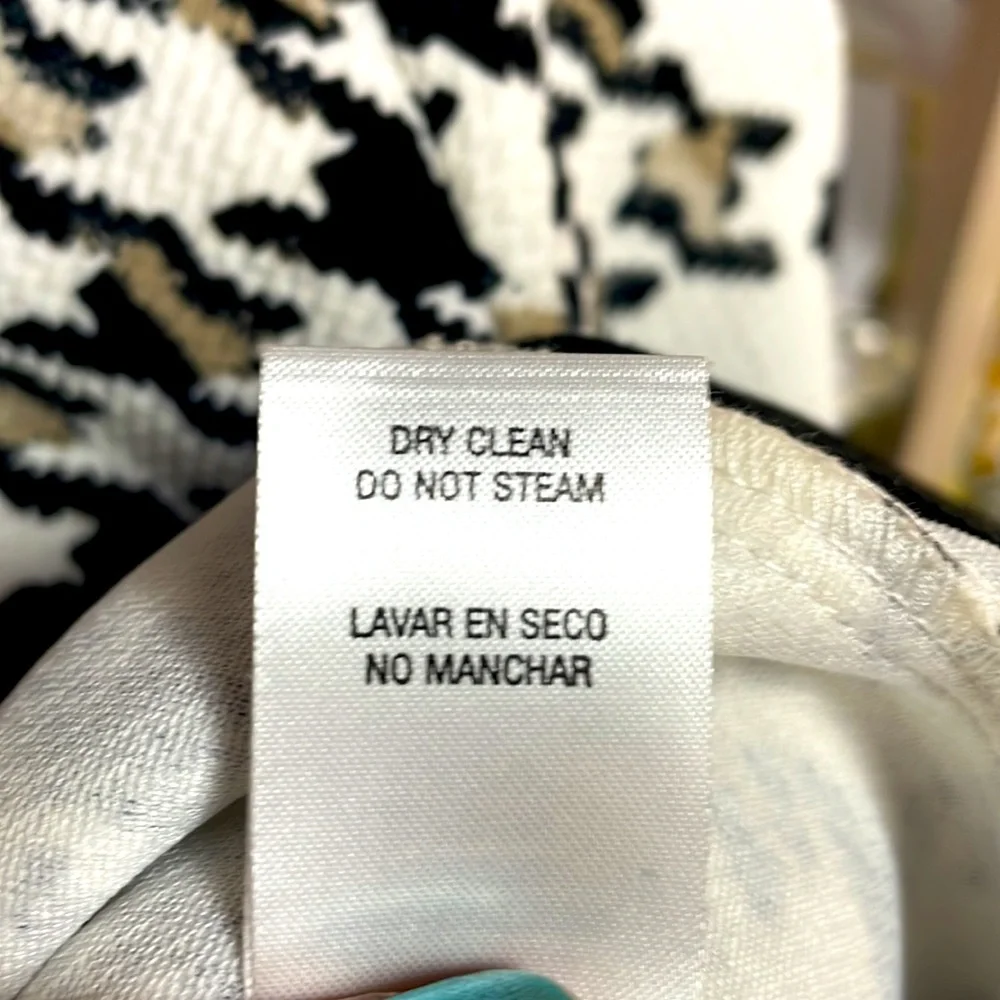 DRY CLEAN
DO NOT STEAM
LAVAR EN SECO
NO MANCHAR